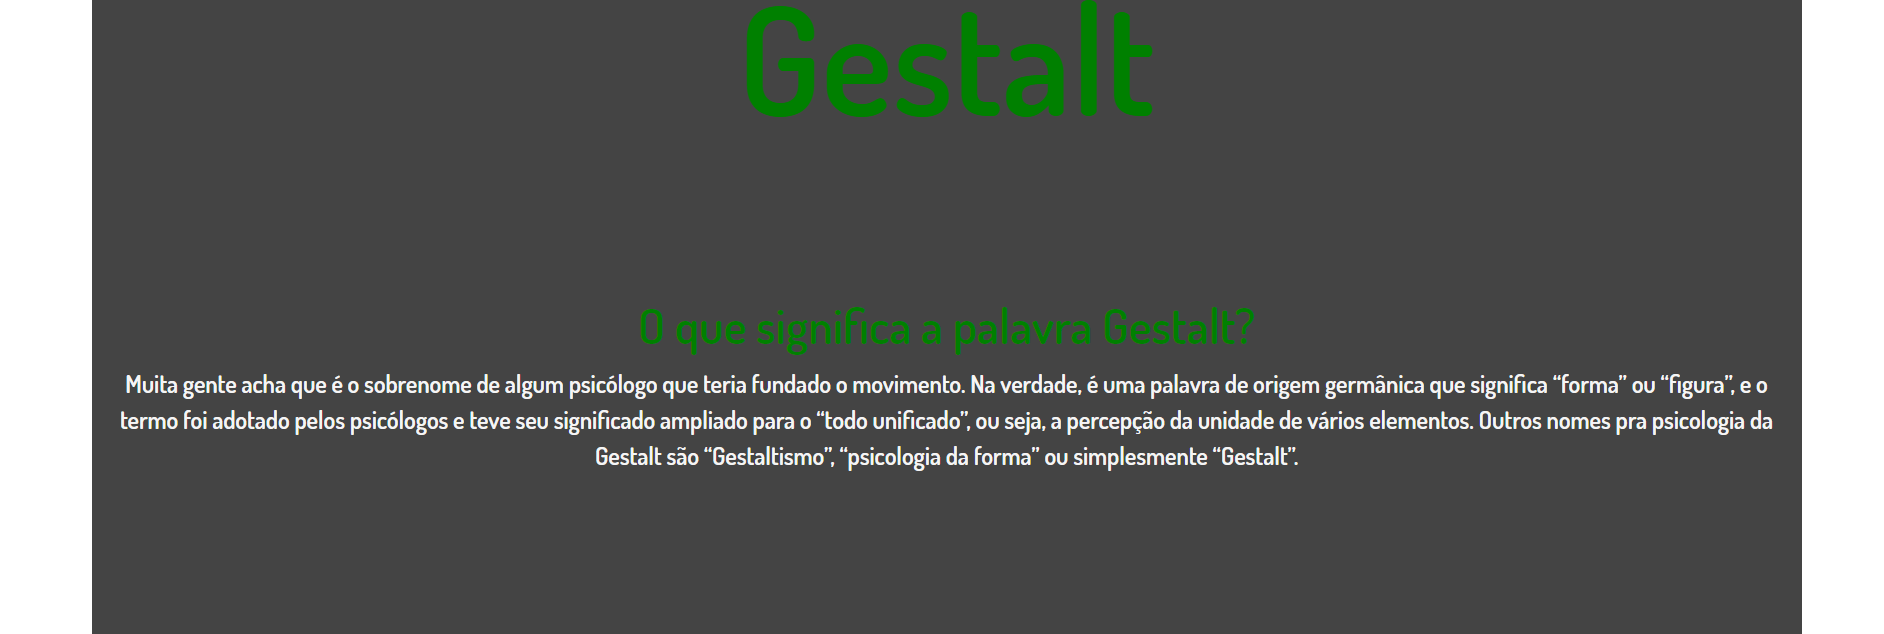 Gestalt
O que significa a palavra Gestalt?
Muita gente acha que é o sobrenome de algum psicólogo que teria fundado o movimento. Na verdade, é uma palavra de origem germânica que significa “forma” ou “figura”, e o
termo foi adotado pelos psicólogos e teve seu significado ampliado para o “todo unificado”, ou seja, a percepção da unidade de vários elementos. Outros nomes pra psicologia da
Gestalt são “Gestaltismo”, “psicologia da forma” ou simplesmente “Gestalt”.